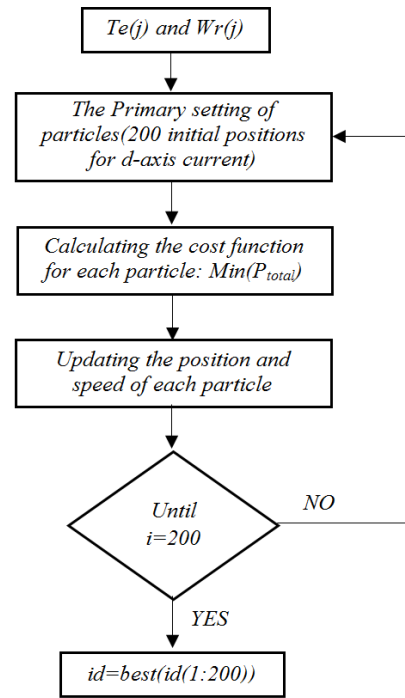 Te(j) and Wr(j)
The Primary setting of
particles(200 initial positions
for d-axis current)
Calculating the cost function
for each particle: Min(P_total)
Updating the position and
speed of each particle
Until
i=200
NO
YES
id=best(id(1:200))